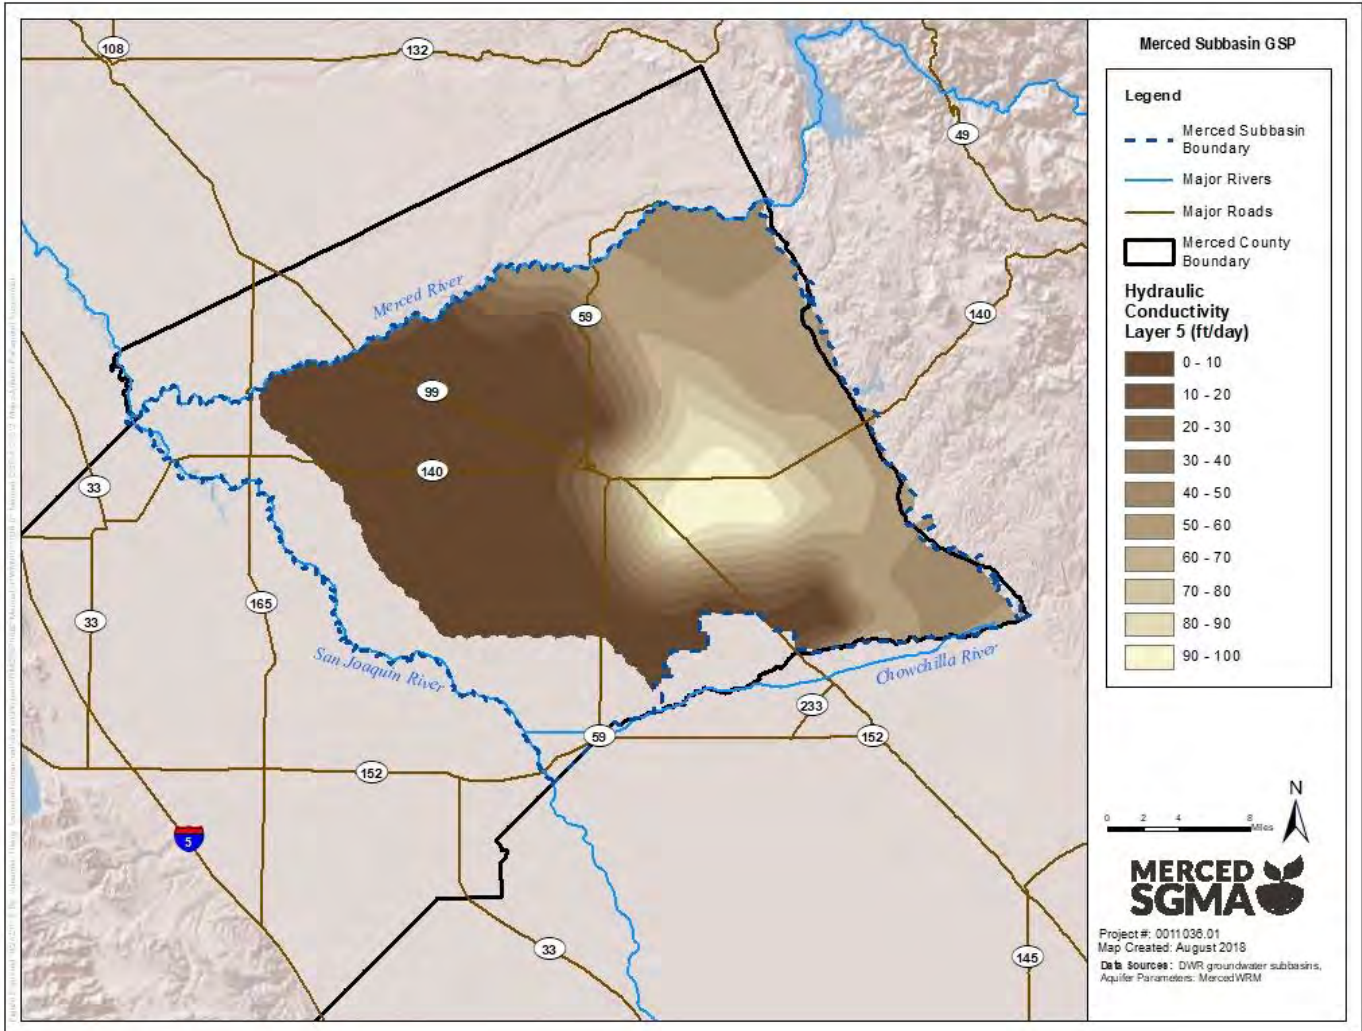 Merced Subbasin GSP
Legend
Merced Subbasin
Boundary
Major Rivers
Major Roads
Merced County
Boundary
Hydraulic
Conductivity
Layer 5 (ft/day)
0 - 10
10 - 20
20 - 30
30 - 40
40 - 50
50 - 60
60 - 70
70 - 80
80 - 90
90 - 100
108
132
49
Merced River
59
140
99
140
33
165
33
San Joaquin River
Chowchilla River
233
59
152
152
5
33
145
N
0 2 4 8
Miles
MERCED
SGMA
Project #: 0011036.01
Map Created: August 2018
Data Sources: DWR groundwater subbasins,
Aquifer Parameters: MercedWRM